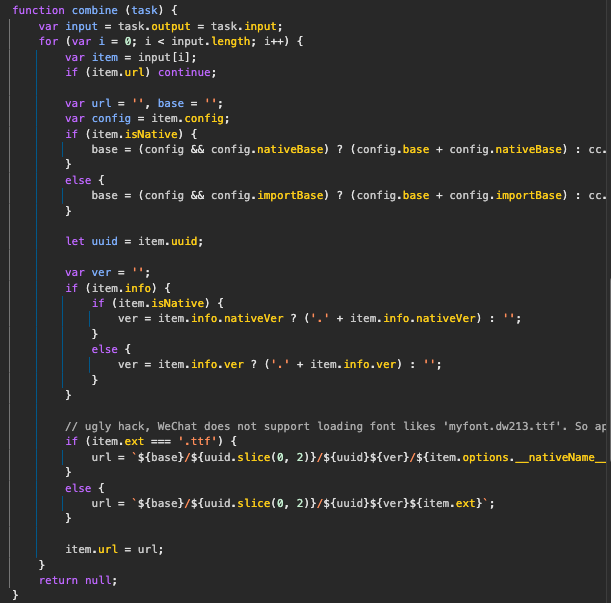 function combine (task) {
    var input = task.output = task.input;
    for (var i = 0; i < input.length; i++) {
        var item = input[i];
        if (item.url) continue;

        var url = '', base = '';
        var config = item.config;
        if (item.isNative) {
            base = (config && config.nativeBase) ? (config.base + config.nativeBase) : cc.
        }
        else {
            base = (config && config.importBase) ? (config.base + config.importBase) : cc.
        }

        let uuid = item.uuid;

        var ver = '';
        if (item.info) {
            if (item.isNative) {
                ver = item.info.nativeVer ? ('.' + item.info.nativeVer) : '';
            }
            else {
                ver = item.info.ver ? ('.' + item.info.ver) : '';
            }
        }

        // ugly hack, WeChat does not support loading font likes 'myfont.dw213.ttf'. So ap
        if (item.ext === '.ttf') {
            url = `${base}/${uuid.slice(0, 2)}/${uuid}${ver}/${item.options.__nativeName__
        }
        else {
            url = `${base}/${uuid.slice(0, 2)}/${uuid}${ver}${item.ext}`;
        }

        item.url = url;
    }
    return null;
}